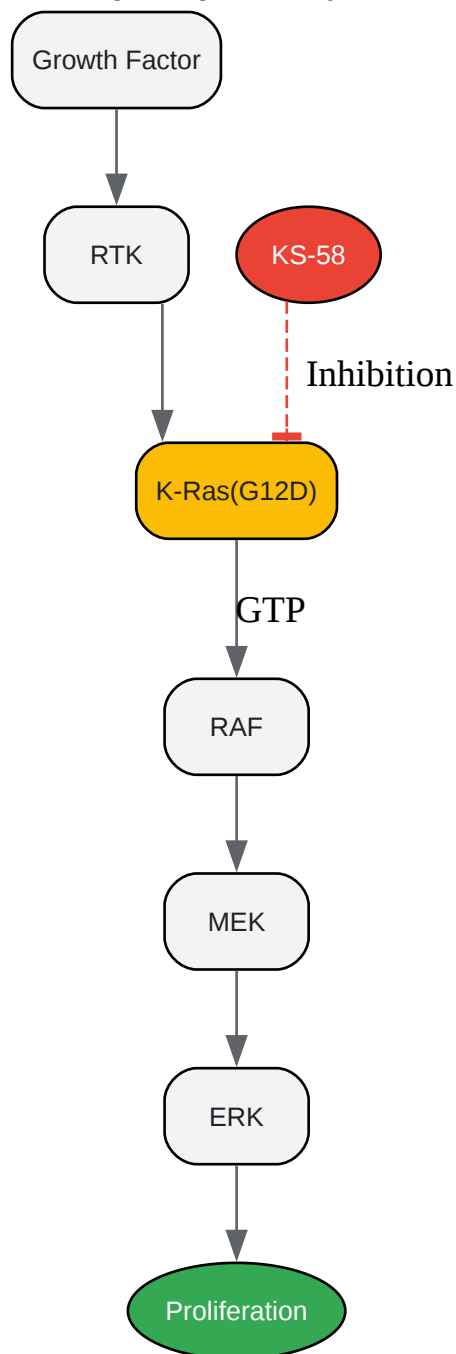 Growth Factor
RTK
KS-58
Inhibition
K-Ras(G12D)
GTP
RAF
MEK
ERK
Proliferation